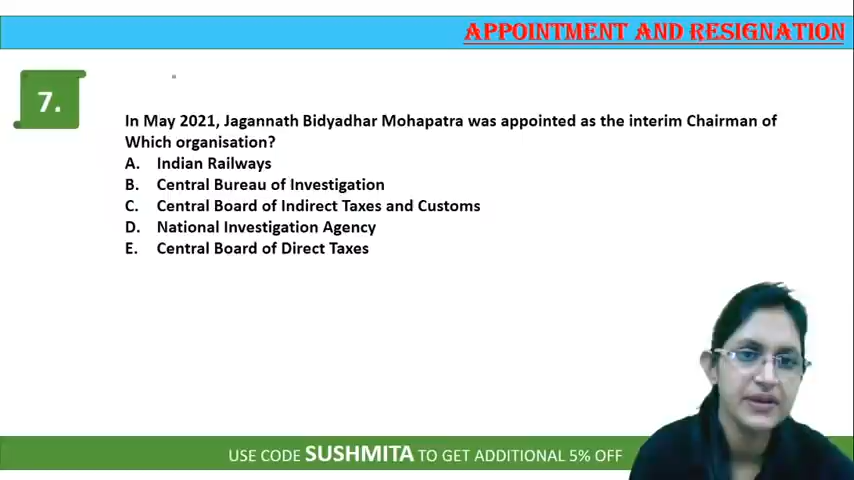 APPOINTMENT AND RESIGNATION
7.
In May 2021, Jagannath Bidyadhar Mohapatra was appointed as the interim Chairman of
Which organisation?
A. Indian Railways
B. Central Bureau of Investigation
C. Central Board of Indirect Taxes and Customs
D. National Investigation Agency
E. Central Board of Direct Taxes
USE CODE SUSHMITA TO GET ADDITIONAL 5% OFF